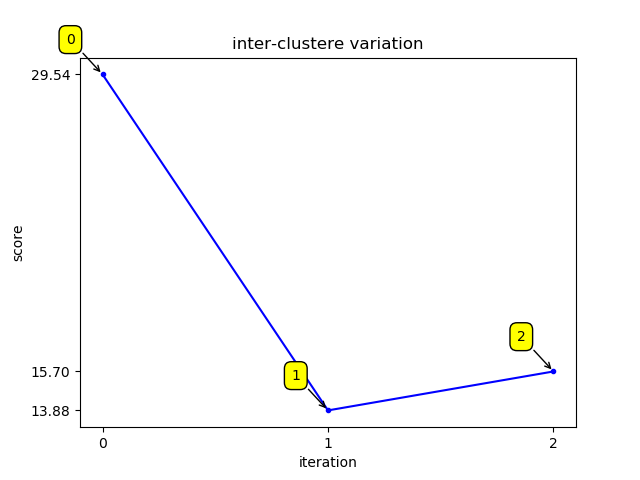 0
inter-clustere variation
29.54
score
1
2
15.70
13.88
0 1 2
iteration